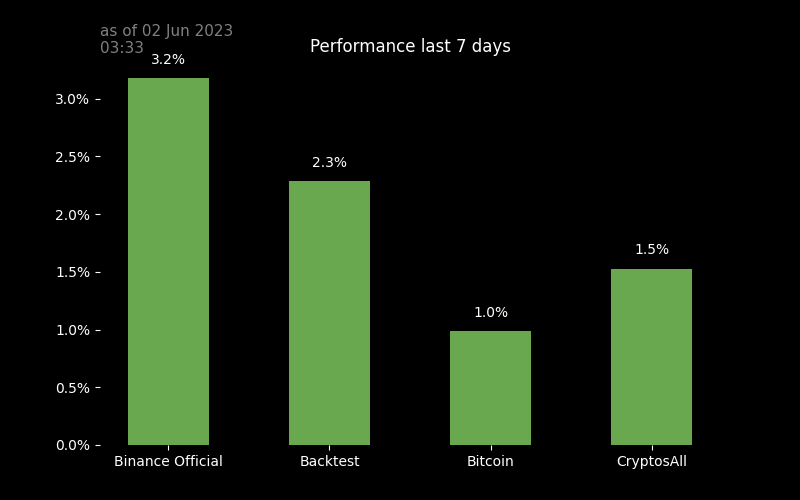 as of 02 Jun 2023
03:33
Performance last 7 days
3.2%
3.0%
2.5%
2.3%
2.0%
1.5%
1.5%
1.0%
1.0%
0.5%
0.0%
Binance Official
Backtest
Bitcoin
CryptosAll